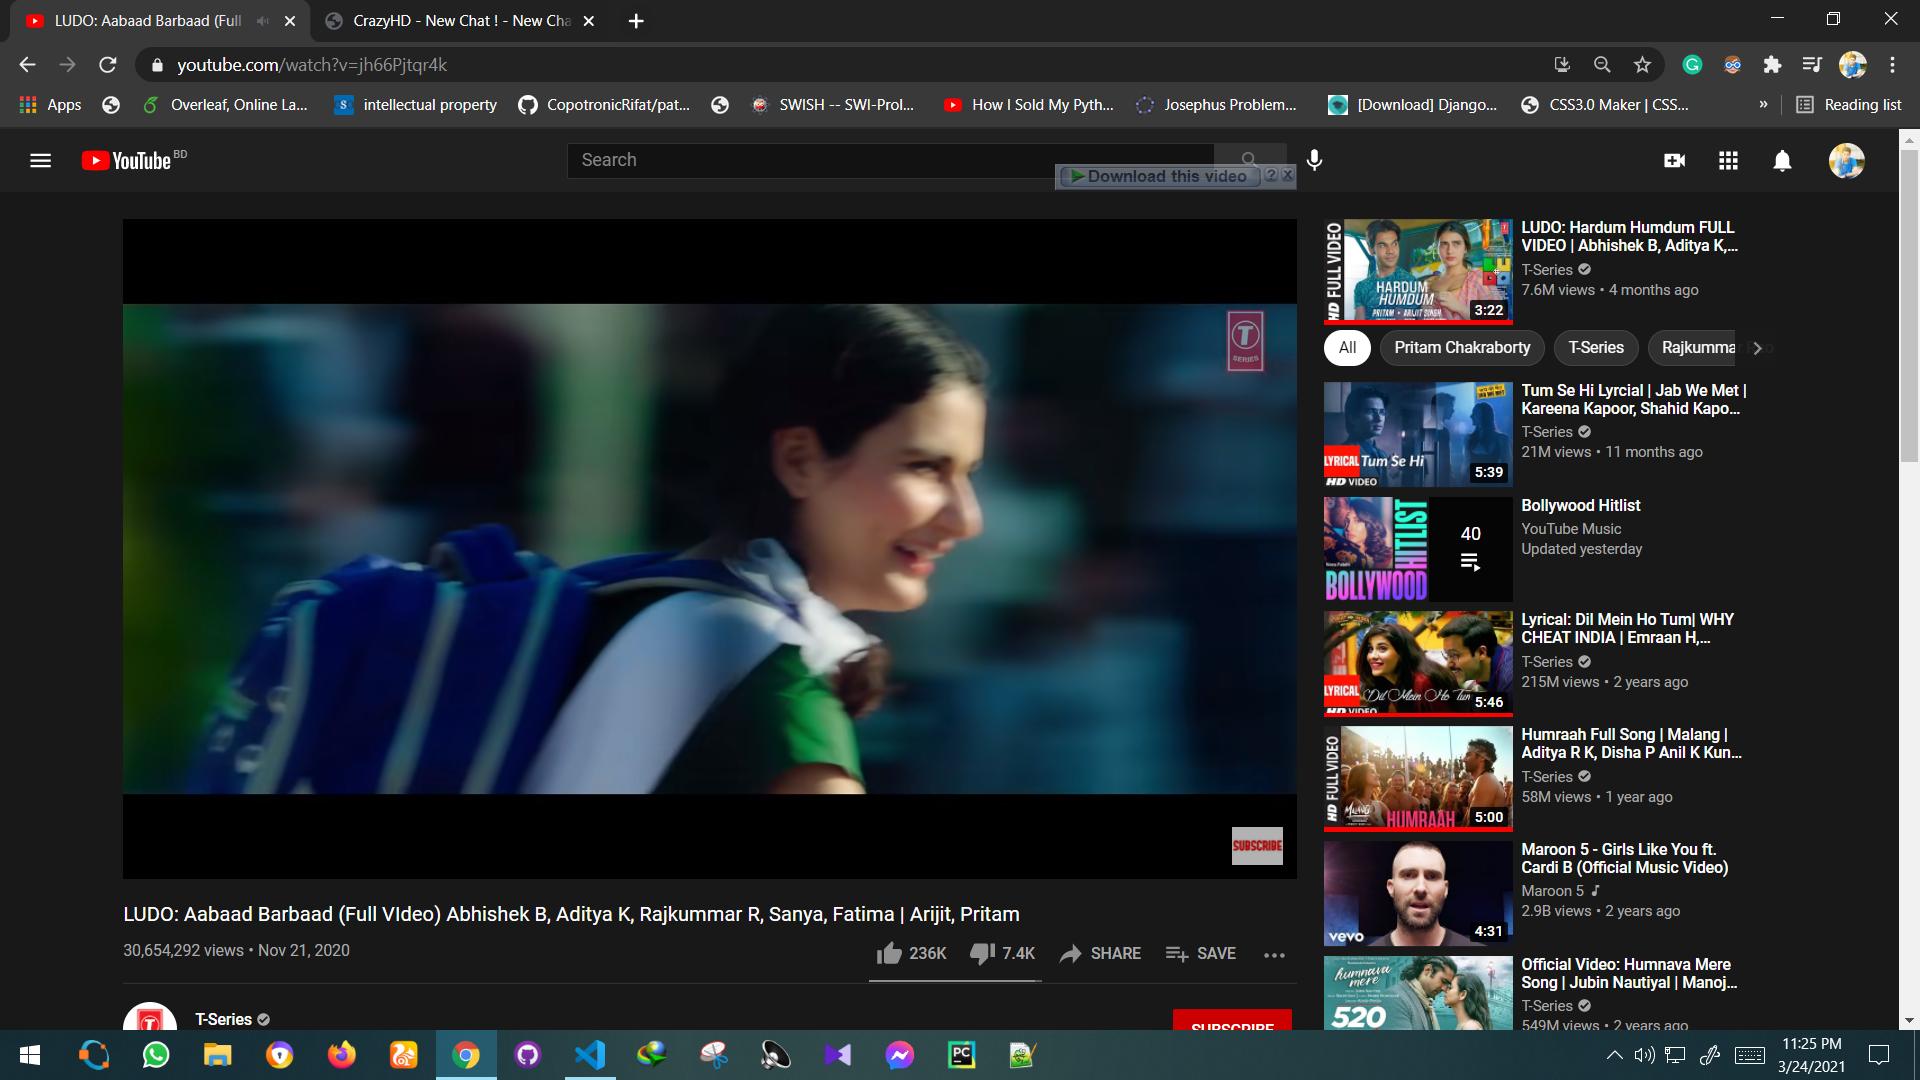 LUDO: Aabaad Barbaad (Full
CrazyHD - New Chat ! - New Cha
youtube.com/watch?v=jh66Pjtqr4k
Apps
Overleaf, Online La...
intellectual property
CopotronicRifat/pat...
SWISH -- SWI-Prol...
How I Sold My Pyth...
Josephus Problem...
[Download] Django...
CSS3.0 Maker | CSS...
»
Reading list
YouTube BD
Search
Download this video
T
SERIES
SUBSCRIBE
LUDO: Aabaad Barbaad (Full VIdeo) Abhishek B, Aditya K, Rajkummar R, Sanya, Fatima | Arijit, Pritam
30,654,292 views • Nov 21, 2020
236K
7.4K
SHARE
SAVE
T-Series
SUBSCRIBE
HD FULL VIDEO
HARDUM
HUMDUM
PRITAM • ARIJIT SINGH
3:22
LUDO: Hardum Humdum FULL
VIDEO | Abhishek B, Aditya K,...
T-Series
7.6M views • 4 months ago
All
Pritam Chakraborty
T-Series
Rajkummar
LYRICAL Tum Se Hi
HD VIDEO
5:39
Tum Se Hi Lyrcial | Jab We Met |
Kareena Kapoor, Shahid Kapo...
T-Series
21M views • 11 months ago
HITLIST
BOLLYWOOD
40
Bollywood Hitlist
YouTube Music
Updated yesterday
LYRICAL Dil Mein Ho Tum
HD VIDEO
5:46
Lyrical: Dil Mein Ho Tum| WHY
CHEAT INDIA | Emraan H,...
T-Series
215M views • 2 years ago
HD FULL VIDEO
MALANG
HUMRAAH
5:00
Humraah Full Song | Malang |
Aditya R K, Disha P Anil K Kun...
T-Series
58M views • 1 year ago
vevo
4:31
Maroon 5 - Girls Like You ft.
Cardi B (Official Music Video)
Maroon 5
2.9B views • 2 years ago
humnava
mere
520
Official Video: Humnava Mere
Song | Jubin Nautiyal | Manoj...
T-Series
549M views • 2 years ago
PC
11:25 PM
3/24/2021